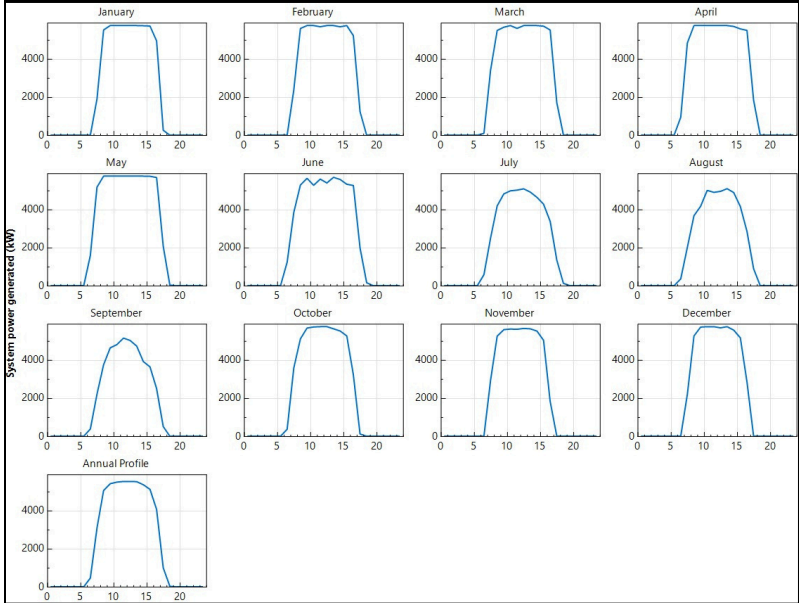 January February March April
4000 4000 4000 4000
2000 2000 2000 2000
0 0 0 0
0 5 10 15 20 0 5 10 15 20 0 5 10 15 20 0 5 10 15 20
May June July August
4000 4000 4000 4000
2000 2000 2000 2000
0 0 0 0
0 5 10 15 20 0 5 10 15 20 0 5 10 15 20 0 5 10 15 20
System power generated (kW)
September October November December
4000 4000 4000 4000
2000 2000 2000 2000
0 0 0 0
0 5 10 15 20 0 5 10 15 20 0 5 10 15 20 0 5 10 15 20
Annual Profile
4000
2000
0
0 5 10 15 20